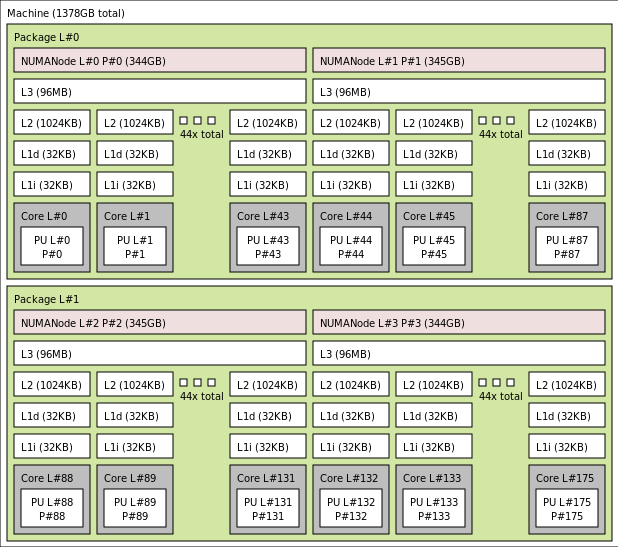 Machine (1378GB total)
Package L#0
NUMANode L#0 P#0 (344GB)
NUMANode L#1 P#1 (345GB)
L3 (96MB)
L3 (96MB)
L2 (1024KB)
L2 (1024KB)
44x total
L2 (1024KB)
L2 (1024KB)
L2 (1024KB)
44x total
L2 (1024KB)
L1d (32KB)
L1d (32KB)
L1d (32KB)
L1d (32KB)
L1d (32KB)
L1d (32KB)
L1i (32KB)
L1i (32KB)
L1i (32KB)
L1i (32KB)
L1i (32KB)
L1i (32KB)
Core L#0
PU L#0
P#0
Core L#1
PU L#1
P#1
Core L#43
PU L#43
P#43
Core L#44
PU L#44
P#44
Core L#45
PU L#45
P#45
Core L#87
PU L#87
P#87
Package L#1
NUMANode L#2 P#2 (345GB)
NUMANode L#3 P#3 (344GB)
L3 (96MB)
L3 (96MB)
L2 (1024KB)
L2 (1024KB)
44x total
L2 (1024KB)
L2 (1024KB)
L2 (1024KB)
44x total
L2 (1024KB)
L1d (32KB)
L1d (32KB)
L1d (32KB)
L1d (32KB)
L1d (32KB)
L1d (32KB)
L1i (32KB)
L1i (32KB)
L1i (32KB)
L1i (32KB)
L1i (32KB)
L1i (32KB)
Core L#88
PU L#88
P#88
Core L#89
PU L#89
P#89
Core L#131
PU L#131
P#131
Core L#132
PU L#132
P#132
Core L#133
PU L#133
P#133
Core L#175
PU L#175
P#175